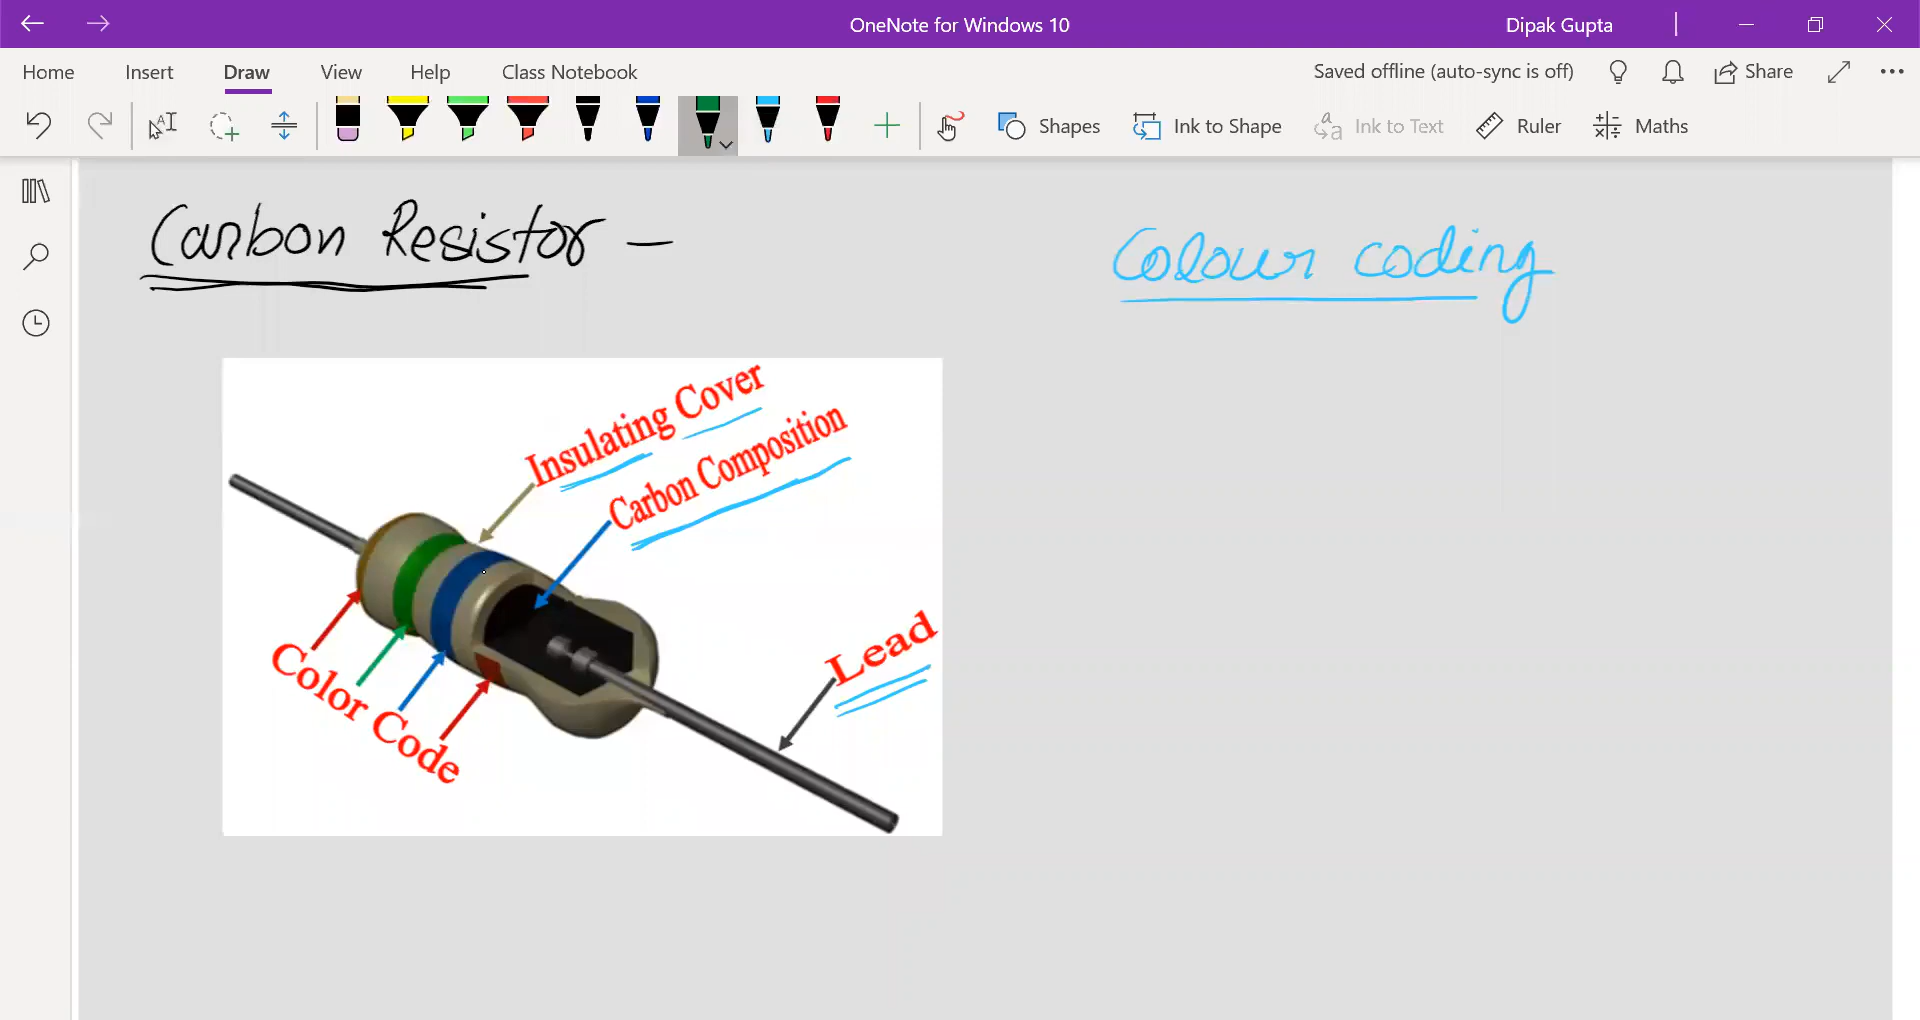 OneNote for Windows 10
Dipak Gupta
Home Insert Draw View Help Class Notebook
Saved offline (auto-sync is off) Share
Shapes Ink to Shape Ink to Text Ruler Maths
Carbon Resistor –
Colour coding
Insulating Cover
Carbon Composition
Lead
Color Code